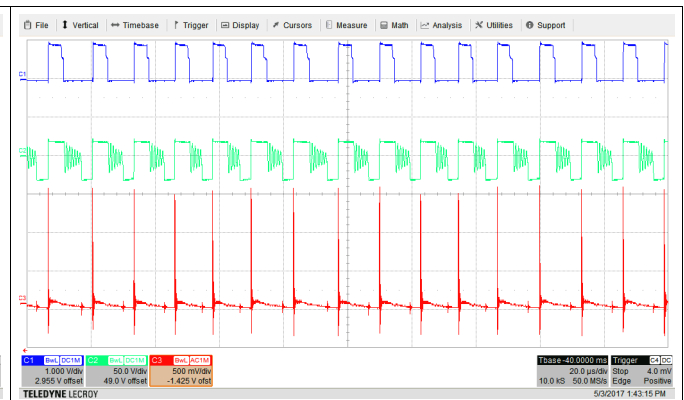 File Vertical Timebase Trigger Display Cursors Measure Math Analysis Utilities Support
C1
C2
C3
C1 BwL DC1M C2 BwL DC1M C3 BwL AC1M Tbase -40.0000 ms Trigger C4 DC
1.000 V/div 50.0 V/div 500 mV/div 20.0 µs/div Stop 4.0 mV
2.955 V offset 49.0 V offset -1.425 V ofst 10.0 kS 50.0 MS/s Edge Positive
TELEDYNE LECROY 5/3/2017 1:43:15 PM